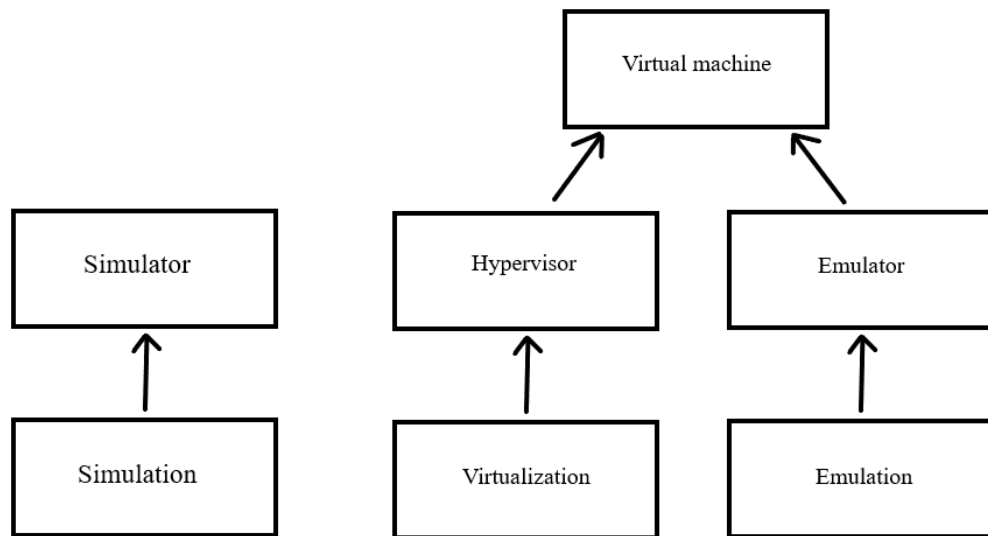 Virtual machine
Simulator
Hypervisor
Emulator
Simulation
Virtualization
Emulation